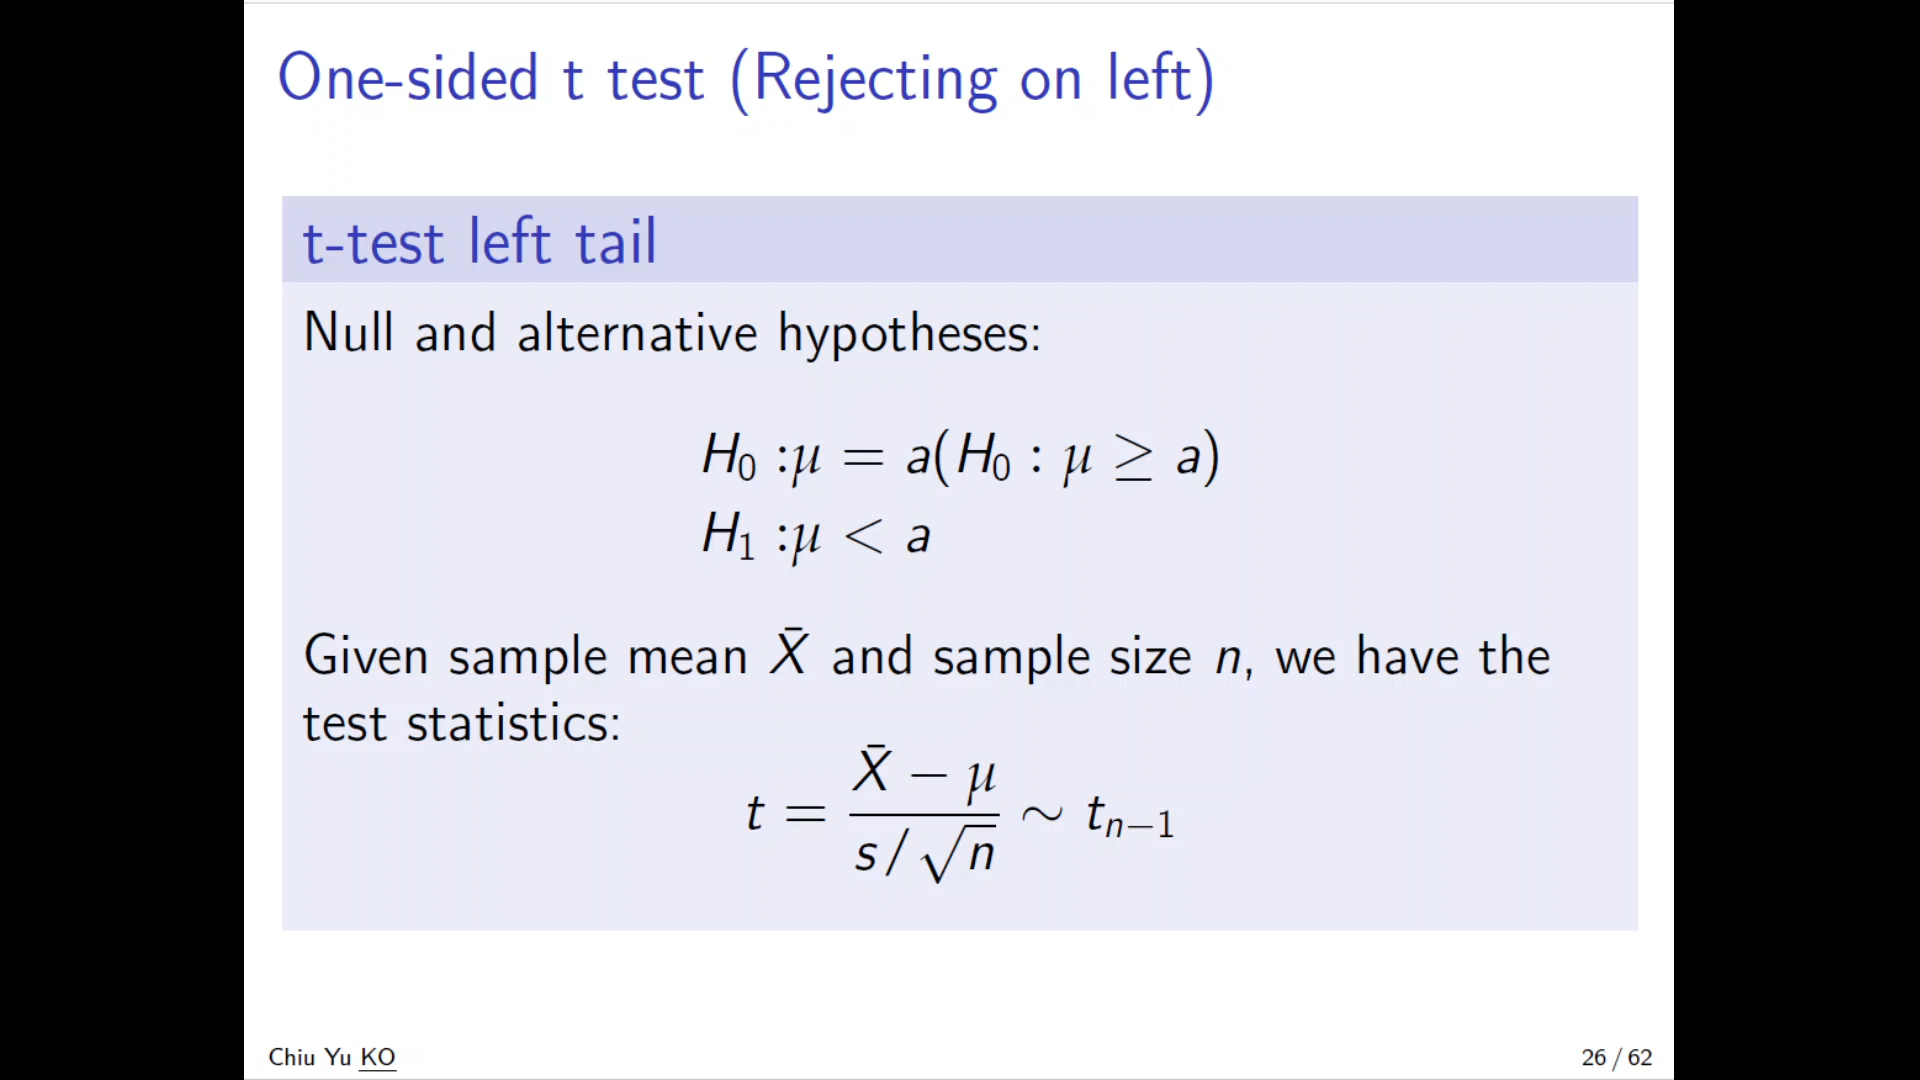 One-sided t test (Rejecting on left)
t-test left tail
Null and alternative hypotheses:
H₀ :μ = a(H₀ : μ ≥ a)
H₁ :μ < a
Given sample mean X̄ and sample size n, we have the
test statistics:
t = (X̄ − μ) / (s/√n) ∼ tₙ₋₁
Chiu Yu KO
26 / 62